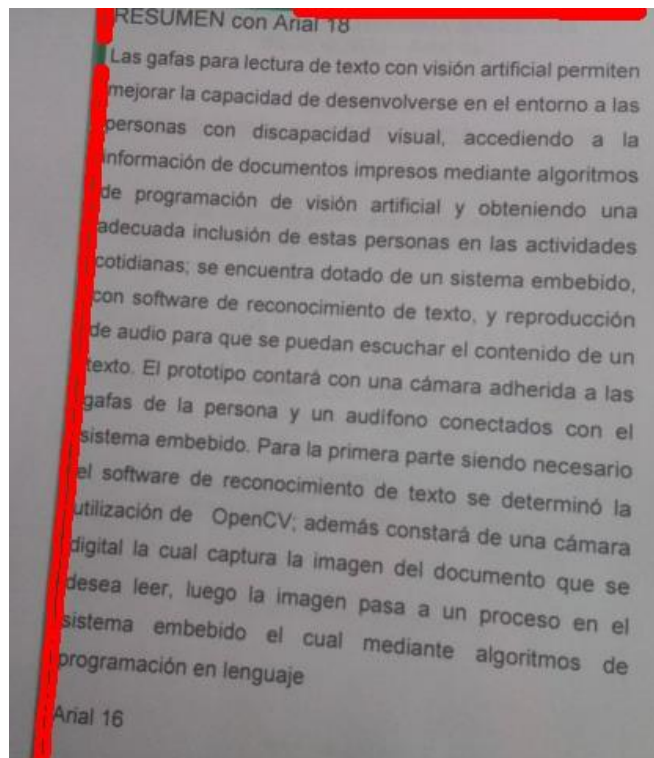 RESUMEN con Arial 18
Las gafas para lectura de texto con visión artificial permiten
mejorar la capacidad de desenvolverse en el entorno a las
personas con discapacidad visual, accediendo a la
información de documentos impresos mediante algoritmos
de programación de visión artificial y obteniendo una
adecuada inclusión de estas personas en las actividades
cotidianas; se encuentra dotado de un sistema embebido,
con software de reconocimiento de texto, y reproducción
de audio para que se puedan escuchar el contenido de un
texto. El prototipo contará con una cámara adherida a las
gafas de la persona y un audífono conectados con el
sistema embebido. Para la primera parte siendo necesario
el software de reconocimiento de texto se determinó la
utilización de OpenCV; además constará de una cámara
digital la cual captura la imagen del documento que se
desea leer, luego la imagen pasa a un proceso en el
sistema embebido el cual mediante algoritmos de
programación en lenguaje
Arial 16